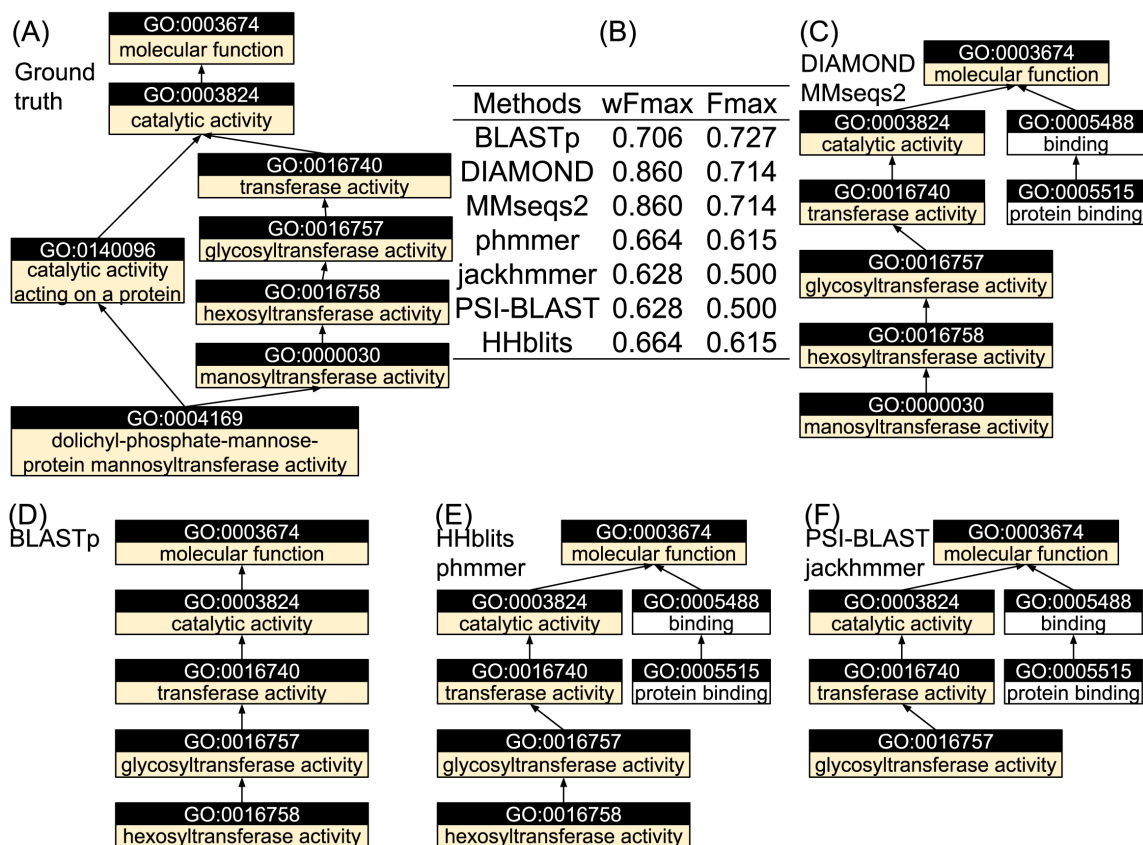 (A)
Ground
truth
GO:0003674
molecular function
GO:0003824
catalytic activity
GO:0016740
transferase activity
GO:0016757
glycosyltransferase activity
GO:0140096
catalytic activity
acting on a protein
GO:0016758
hexosyltransferase activity
GO:0000030
manosyltransferase activity
GO:0004169
dolichyl-phosphate-mannose-
protein mannosyltransferase activity
(B)
Methods wFmax Fmax
BLASTp 0.706 0.727
DIAMOND 0.860 0.714
MMseqs2 0.860 0.714
phmmer 0.664 0.615
jackhmmer 0.628 0.500
PSI-BLAST 0.628 0.500
HHblits 0.664 0.615
(C)
DIAMOND
MMseqs2
GO:0003674
molecular function
GO:0003824
catalytic activity
GO:0005488
binding
GO:0016740
transferase activity
GO:0005515
protein binding
GO:0016757
glycosyltransferase activity
GO:0016758
hexosyltransferase activity
GO:0000030
manosyltransferase activity
(D)
BLASTp
GO:0003674
molecular function
GO:0003824
catalytic activity
GO:0016740
transferase activity
GO:0016757
glycosyltransferase activity
GO:0016758
hexosyltransferase activity
(E)
HHblits
phmmer
GO:0003674
molecular function
GO:0003824
catalytic activity
GO:0005488
binding
GO:0016740
transferase activity
GO:0005515
protein binding
GO:0016757
glycosyltransferase activity
GO:0016758
hexosyltransferase activity
(F)
PSI-BLAST
jackhmmer
GO:0003674
molecular function
GO:0003824
catalytic activity
GO:0005488
binding
GO:0016740
transferase activity
GO:0005515
protein binding
GO:0016757
glycosyltransferase activity